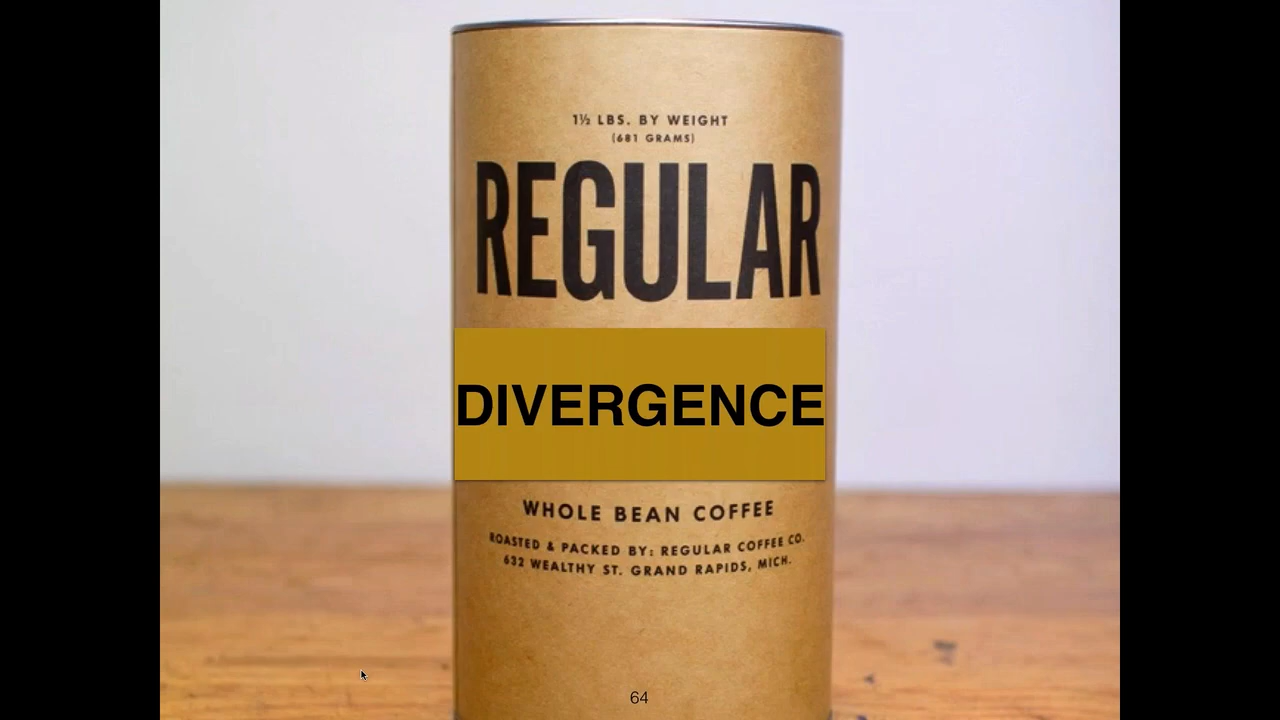 1½ LBS. BY WEIGHT
(681 GRAMS)
REGULAR
DIVERGENCE
WHOLE BEAN COFFEE
ROASTED & PACKED BY: REGULAR COFFEE CO.
632 WEALTHY ST. GRAND RAPIDS, MICH.
64